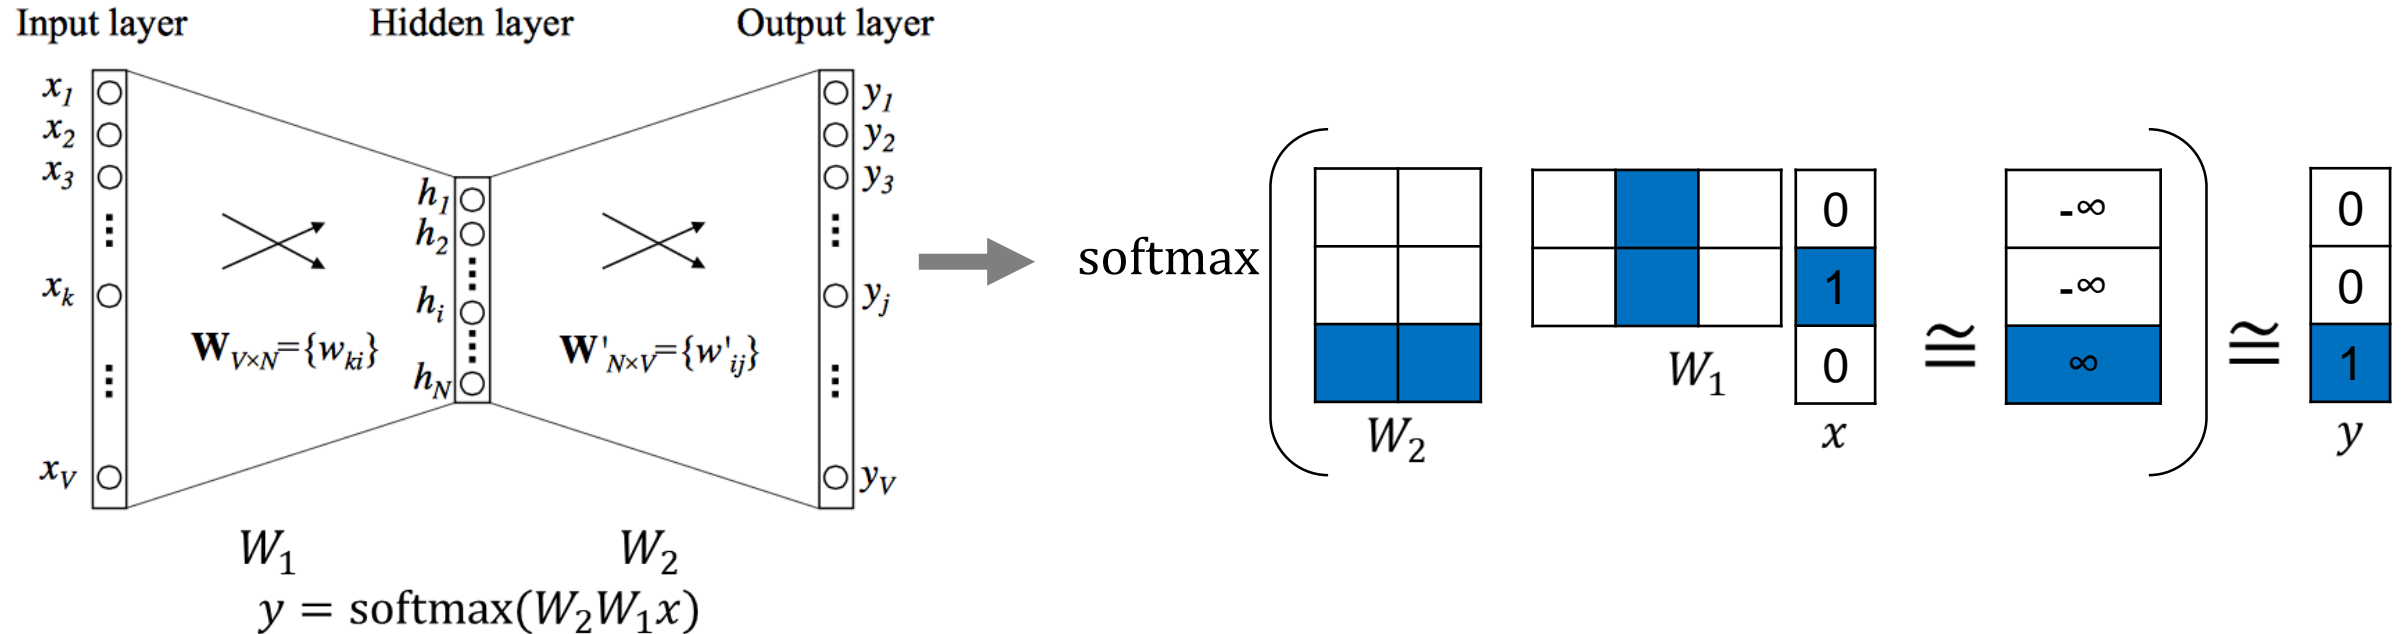 Input layer Hidden layer Output layer
x1
x2
x3
xk
xV
h1
h2
hi
hN
y1
y2
y3
yj
yV
W V×N={wki}
W'N×V={w'ij}
W1
W2
y = softmax(W2W1x)
softmax
W2
W1
0
1
0
x
≅
-∞
-∞
∞
≅
0
0
1
y